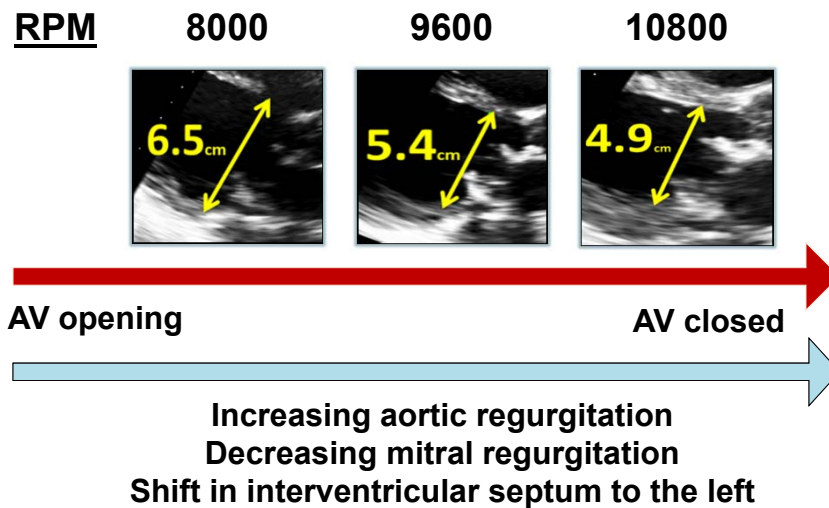 RPM 8000 9600 10800
6.5cm 5.4cm 4.9cm
AV opening AV closed
Increasing aortic regurgitation
Decreasing mitral regurgitation
Shift in interventricular septum to the left